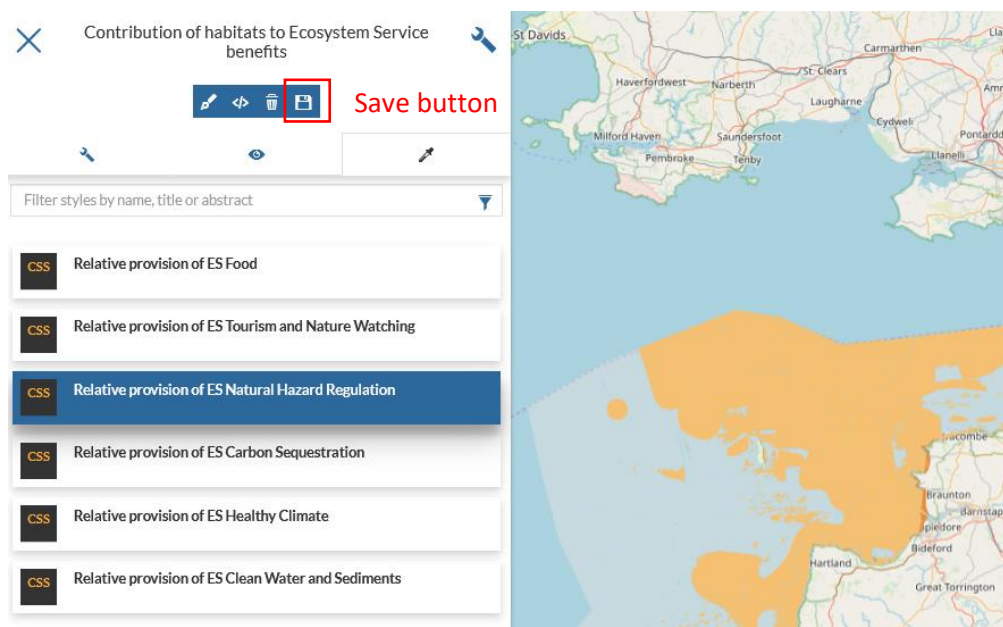 Contribution of habitats to Ecosystem Service
benefits
Save button
Filter styles by name, title or abstract
CSS Relative provision of ES Food
CSS Relative provision of ES Tourism and Nature Watching
CSS Relative provision of ES Natural Hazard Regulation
CSS Relative provision of ES Carbon Sequestration
CSS Relative provision of ES Healthy Climate
CSS Relative provision of ES Clean Water and Sediments
St Davids
Carmarthen
St Clears
Haverfordwest
Narberth
Laugharne
Cydweli
Milford Haven
Saundersfoot
Pembroke
Tenby
Llanelli
Braunton
Bideford
Hartland
Great Torrington